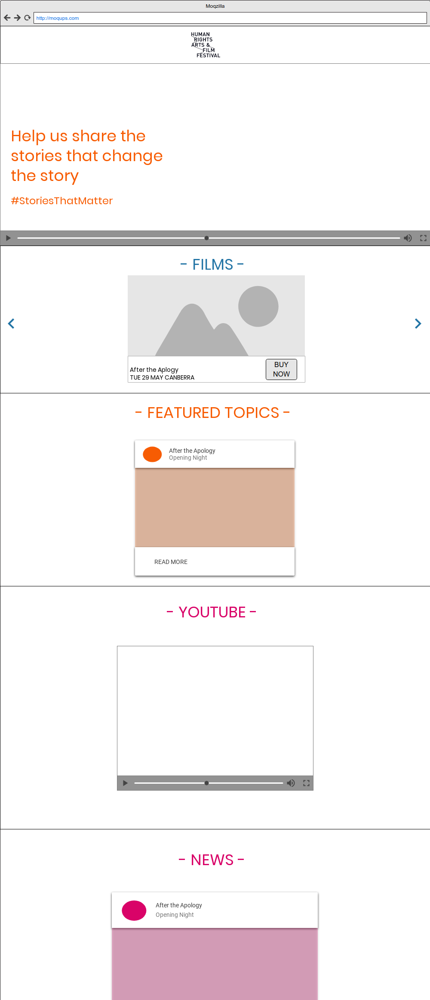 Moqzilla
http://moqups.com
HUMAN
RIGHTS
ARTS &
FILM
FESTIVAL
Help us share the
stories that change
the story
#StoriesThatMatter
- FILMS -
After the Aplogy
TUE 29 MAY CANBERRA
BUY
NOW
- FEATURED TOPICS -
After the Apology
Opening Night
READ MORE
- YOUTUBE -
- NEWS -
After the Apology
Opening Night